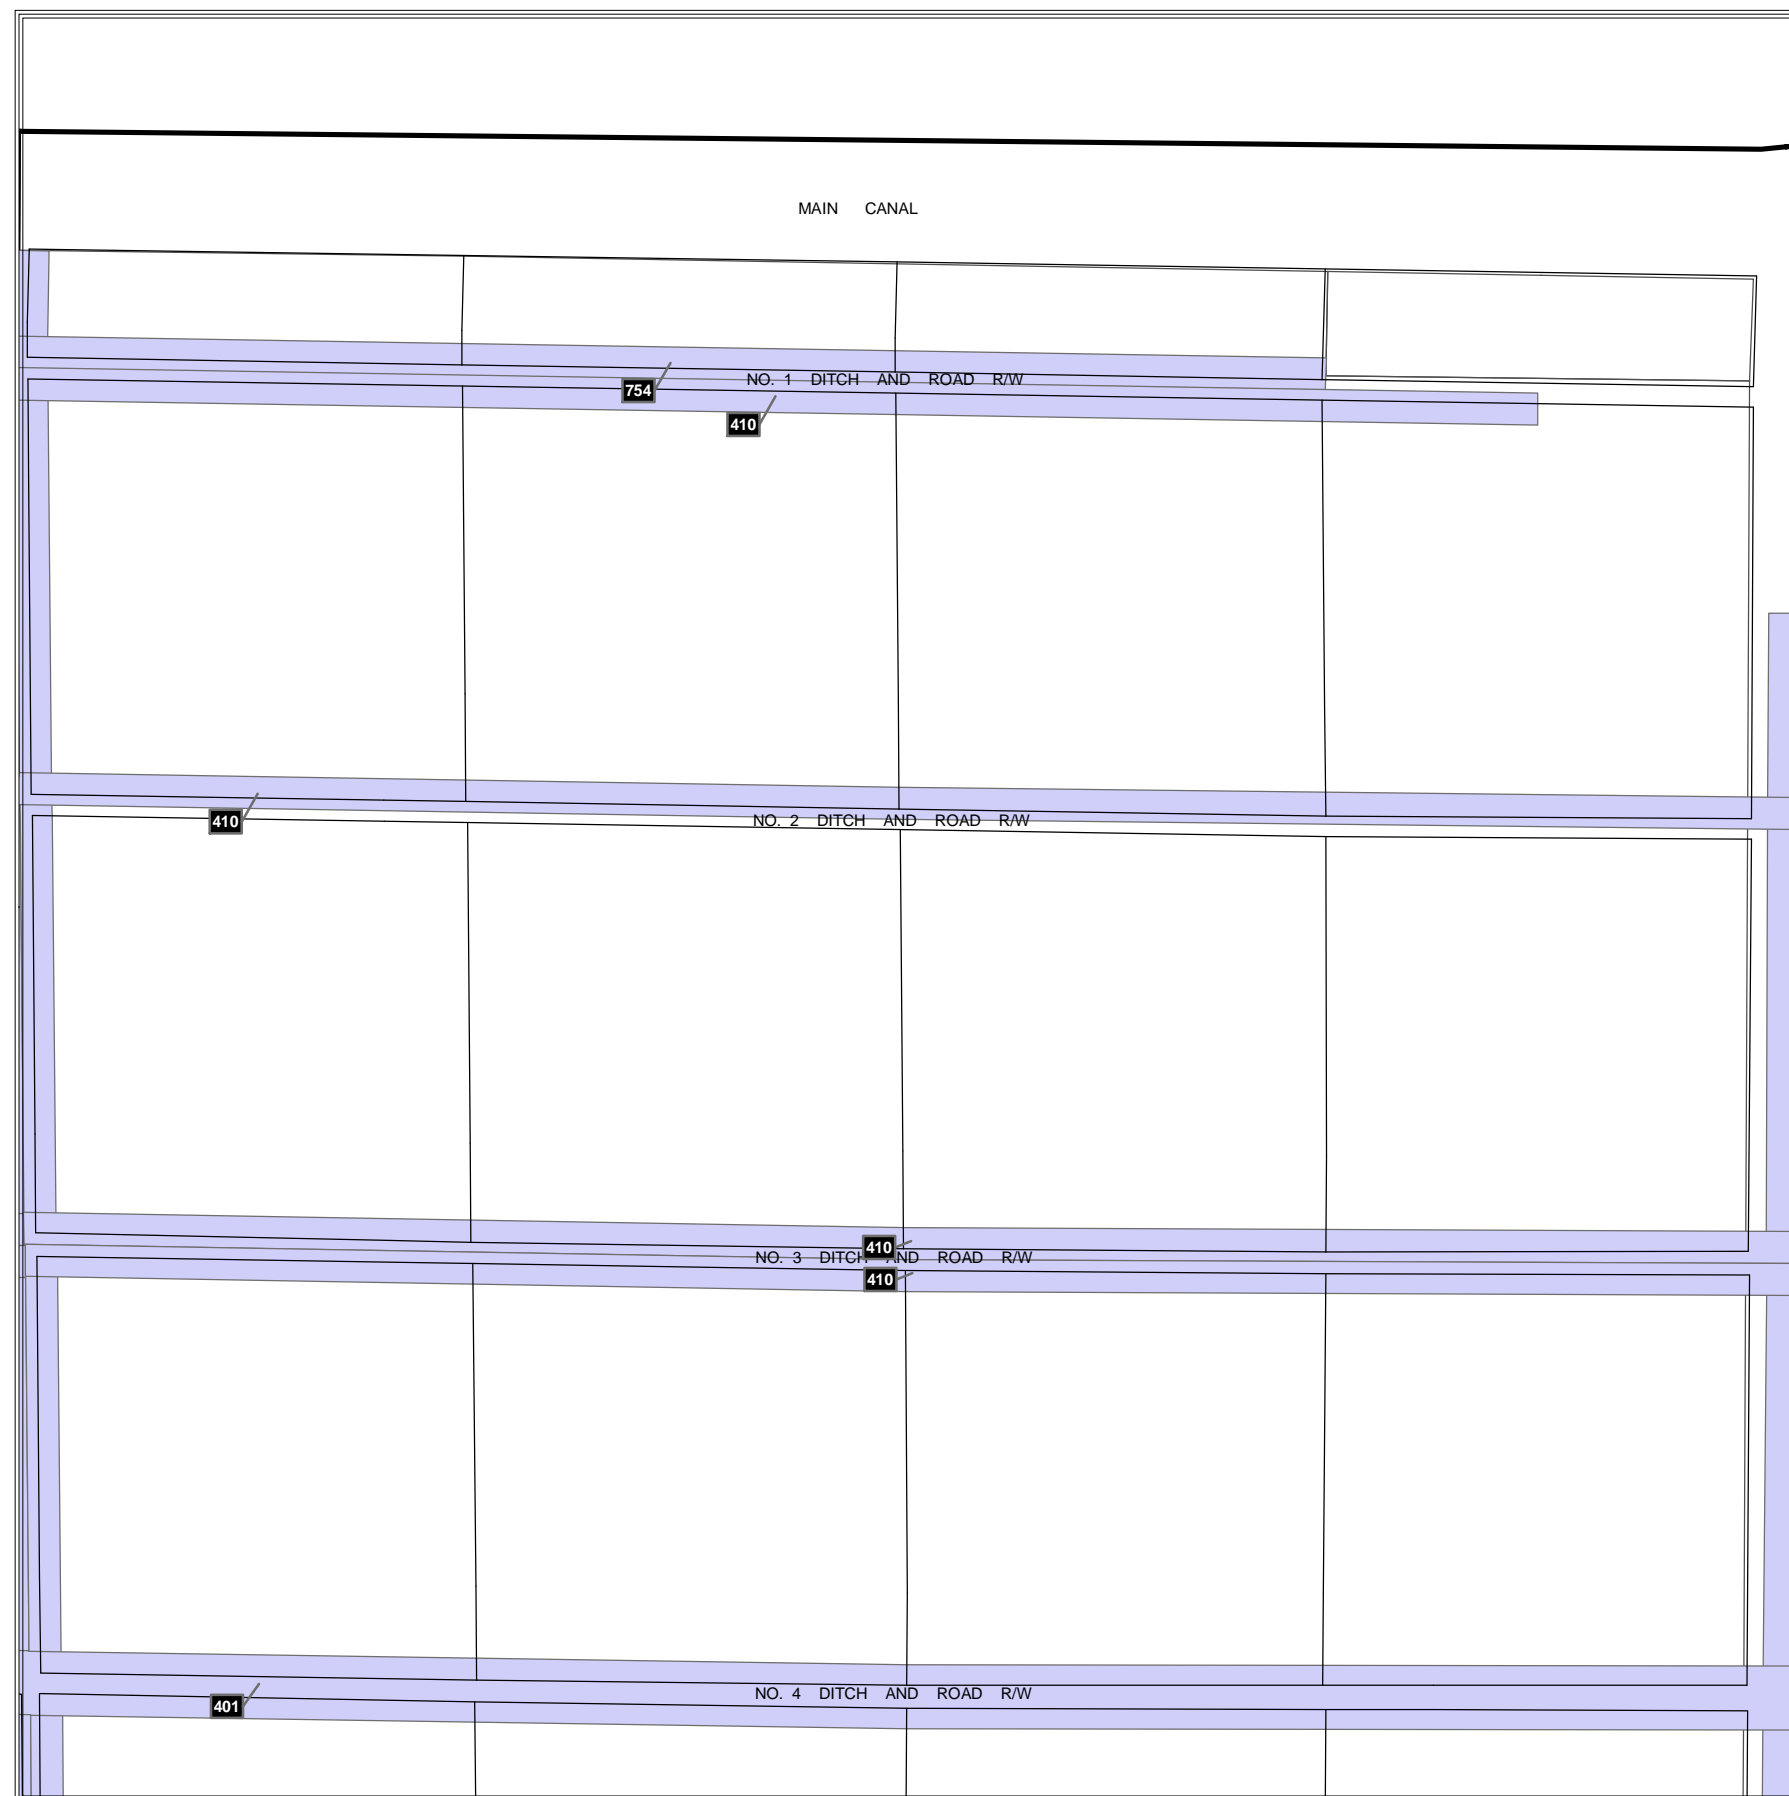 MAIN CANAL
NO. 1 DITCH AND ROAD R/W
754
410
NO. 2 DITCH AND ROAD R/W
410
410
NO. 3 DITCH AND ROAD R/W
410
NO. 4 DITCH AND ROAD R/W
401